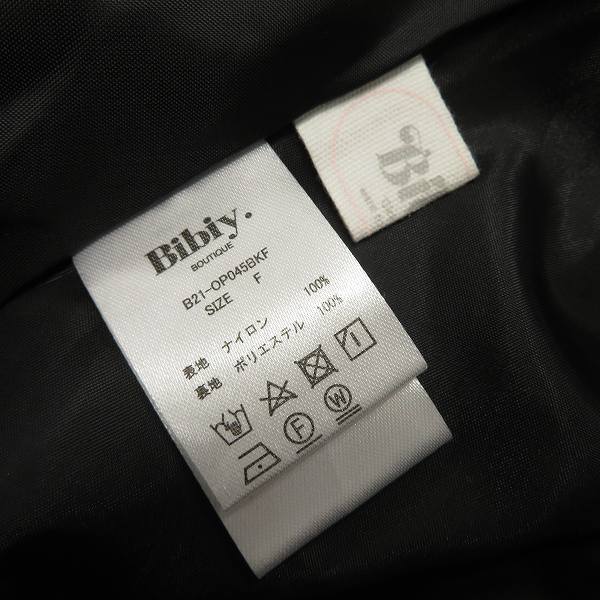 Bibiy.
BOUTIQUE
B21-OP045BKF
SIZE F
表地 ナイロン 100%
裏地 ポリエステル 100%
F W